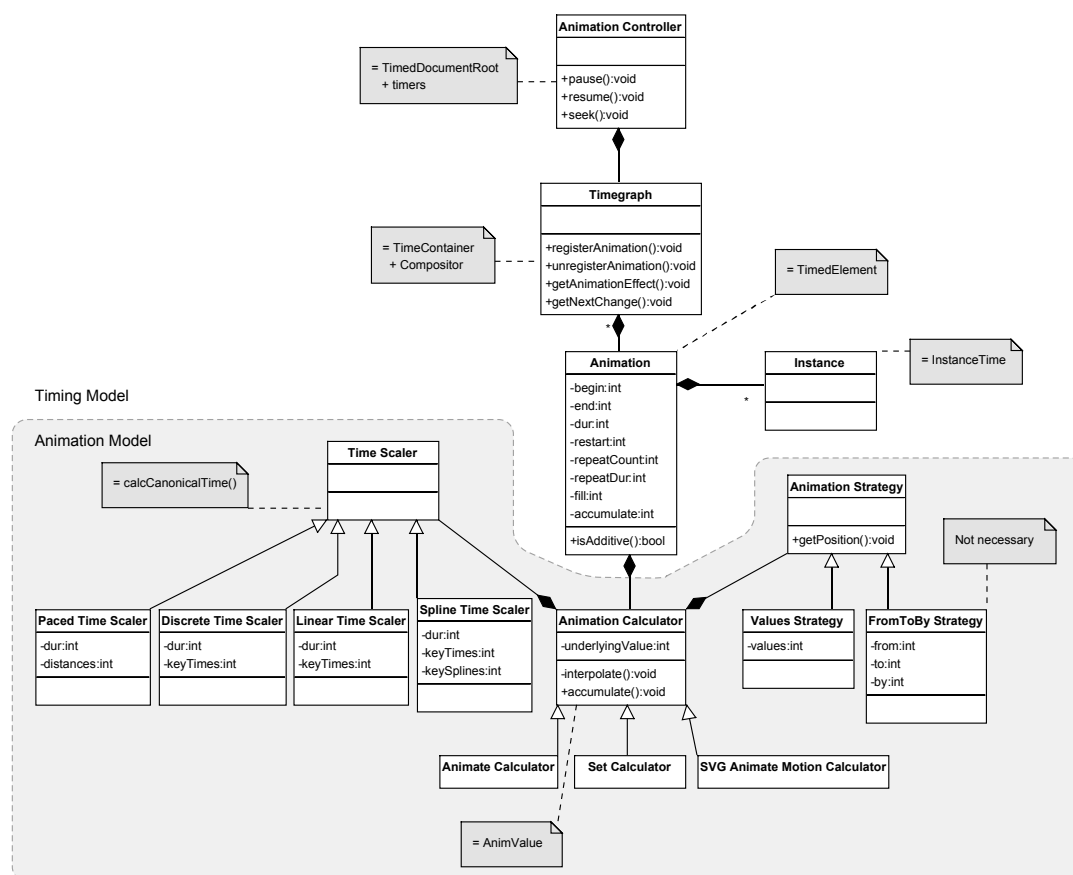 Animation Controller
+pause():void
+resume():void
+seek():void
= TimedDocumentRoot
+ timers
Timegraph
+registerAnimation():void
+unregisterAnimation():void
+getAnimationEffect():void
+getNextChange():void
= TimeContainer
+ Compositor
= TimedElement
*
Animation
-begin:int
-end:int
-dur:int
-restart:int
-repeatCount:int
-repeatDur:int
-fill:int
-accumulate:int
+isAdditive():bool
Instance
*
= InstanceTime
Timing Model
Animation Model
Time Scaler
= calcCanonicalTime()
Animation Strategy
+getPosition():void
Not necessary
Paced Time Scaler
-dur:int
-distances:int
Discrete Time Scaler
-dur:int
-keyTimes:int
Linear Time Scaler
-dur:int
-keyTimes:int
Spline Time Scaler
-dur:int
-keyTimes:int
-keySplines:int
Animation Calculator
-underlyingValue:int
-interpolate():void
+accumulate():void
Values Strategy
-values:int
FromToBy Strategy
-from:int
-to:int
-by:int
Animate Calculator
Set Calculator
SVG Animate Motion Calculator
= AnimValue